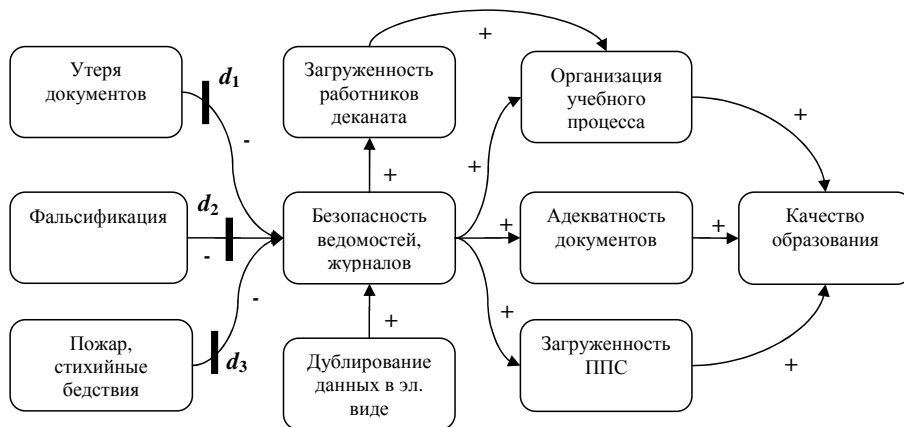 Утеря
документов
d1
-
Загруженность
работников
деканата
+
Организация
учебного
процесса
+
+
+
Фальсификация
d2
-
Безопасность
ведомостей,
журналов
+
Адекватность
документов
+
Качество
образования
-
+
+
Пожар,
стихийные
бедствия
d3
Дублирование
данных в эл.
виде
Загруженность
ППС
+